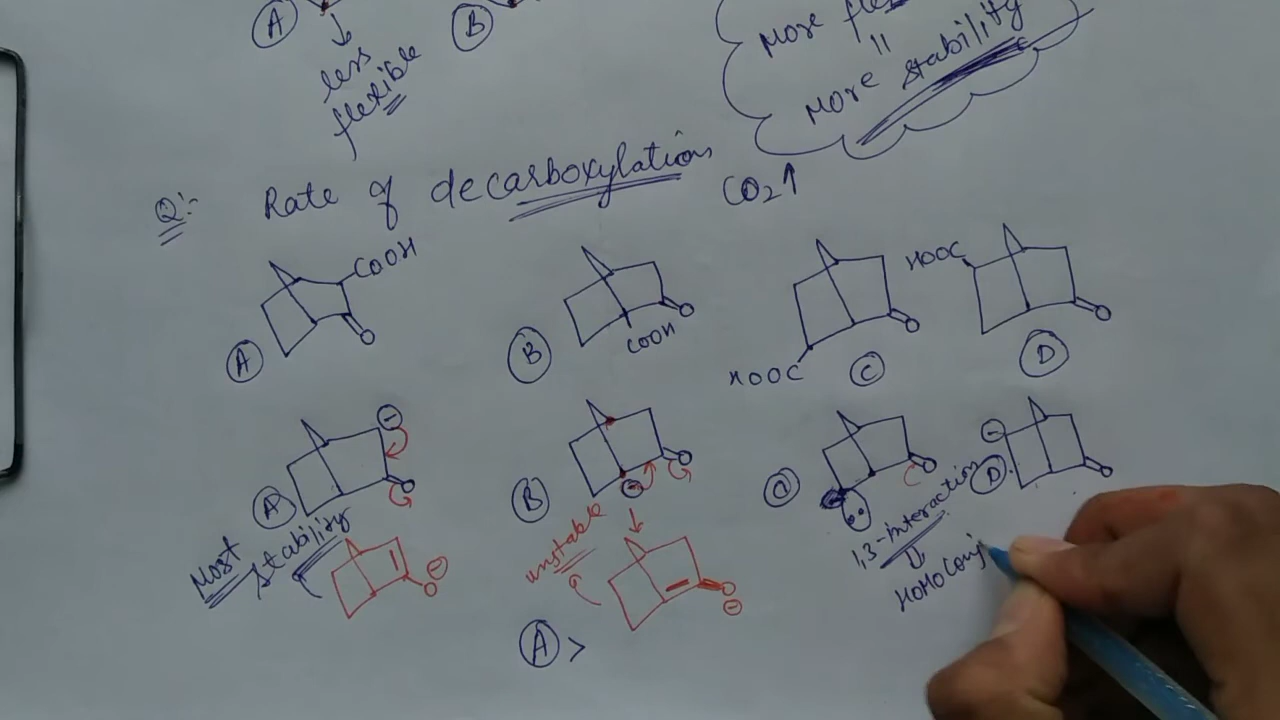 A
B
less
flexible
More
||
More stability
Q:- Rate of decarboxylation CO2↑
COOH
O
A
COOH
O
B
HOOC
O
C
HOOC
O
D
⊖
O
A
Most
stability
O
⊖
⊖
O
B
unstable
O
⊖
O
1,3-interaction
⇓
HOMO Conj
⊖
O
D
A >